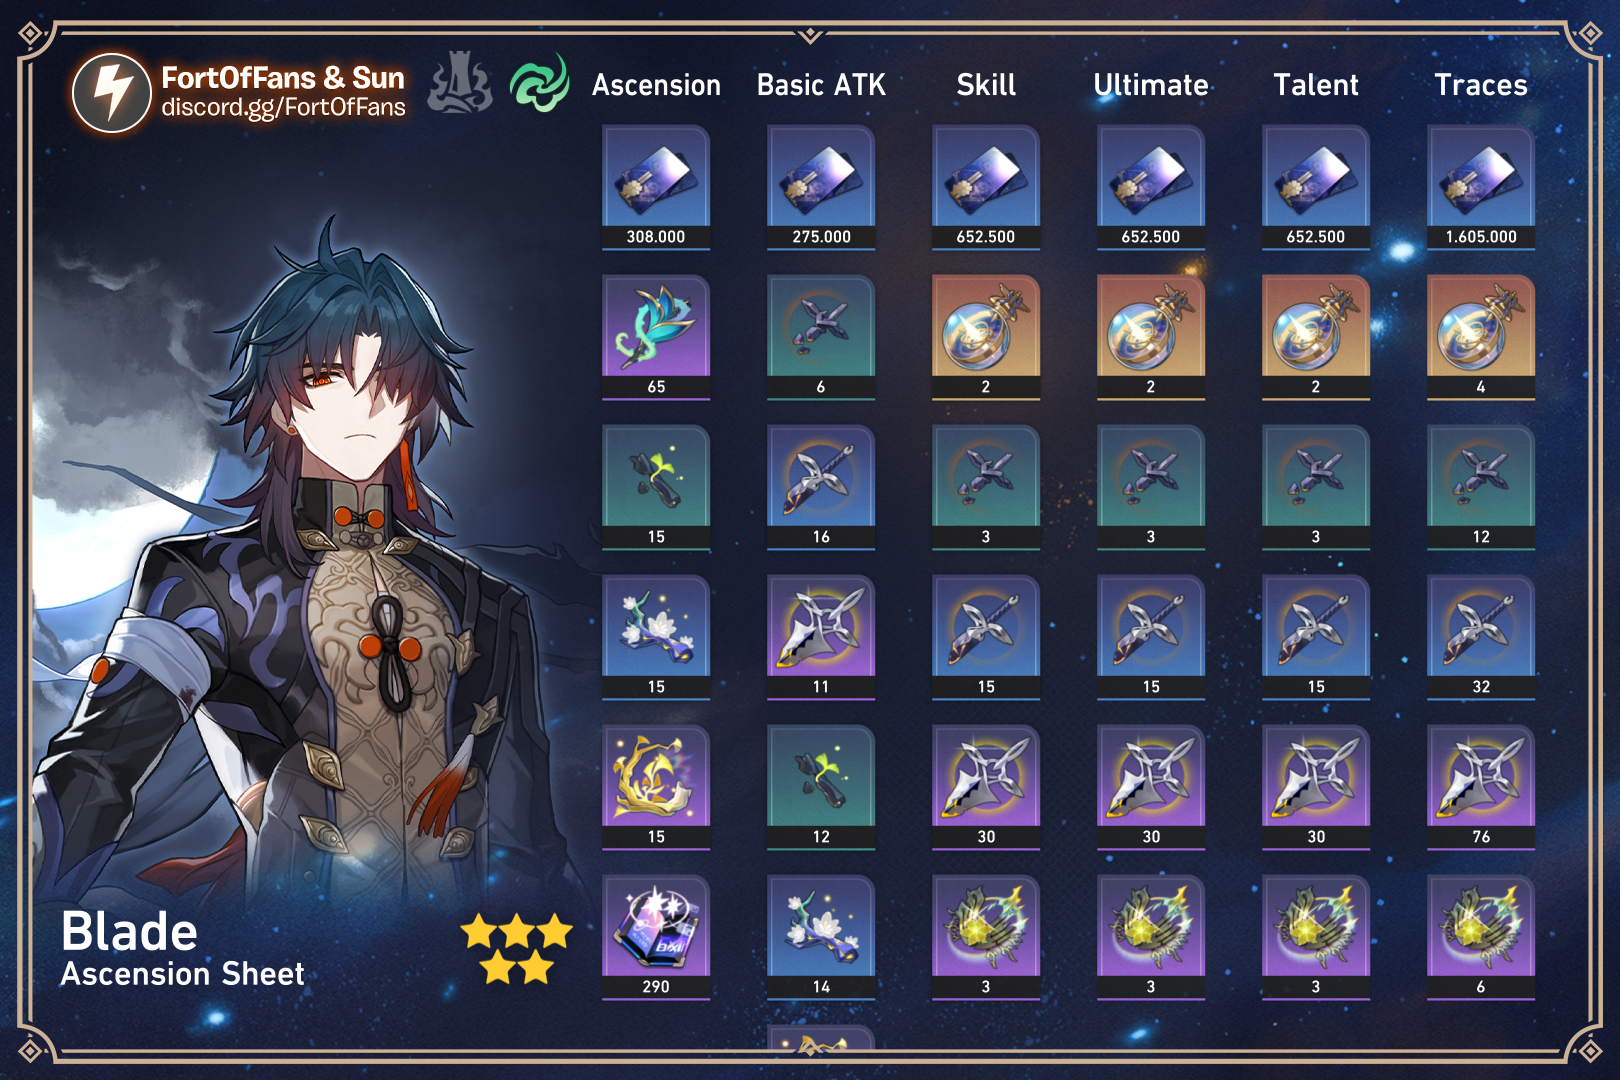 FortOfFans & Sun
discord.gg/FortOfFans
Ascension Basic ATK Skill Ultimate Talent Traces
308.000 275.000 652.500 652.500 652.500 1.605.000
65 6 2 2 2 4
15 16 3 3 3 12
15 11 15 15 15 32
15 12 30 30 30 76
290 14 3 3 3 6
Blade
Ascension Sheet